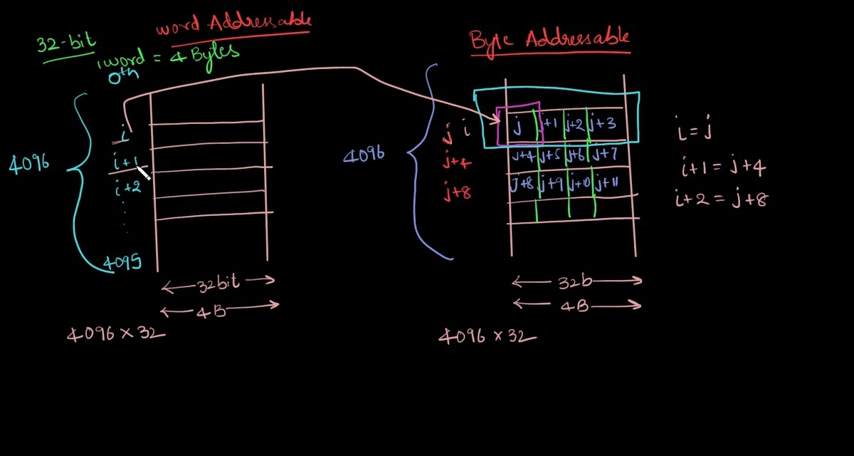 32-bit
word Addressable
1word = 4 Bytes
0th
4096
i
i+1
i+2
4095
32bit
4B
4096 x 32
Byte Addressable
4096
j i
j+4
j+8
j j+1 j+2 j+3
j+4 j+5 j+6 j+7
j+8 j+9 j+10 j+11
32b
4B
4096 x 32
i = j
i+1 = j+4
i+2 = j+8